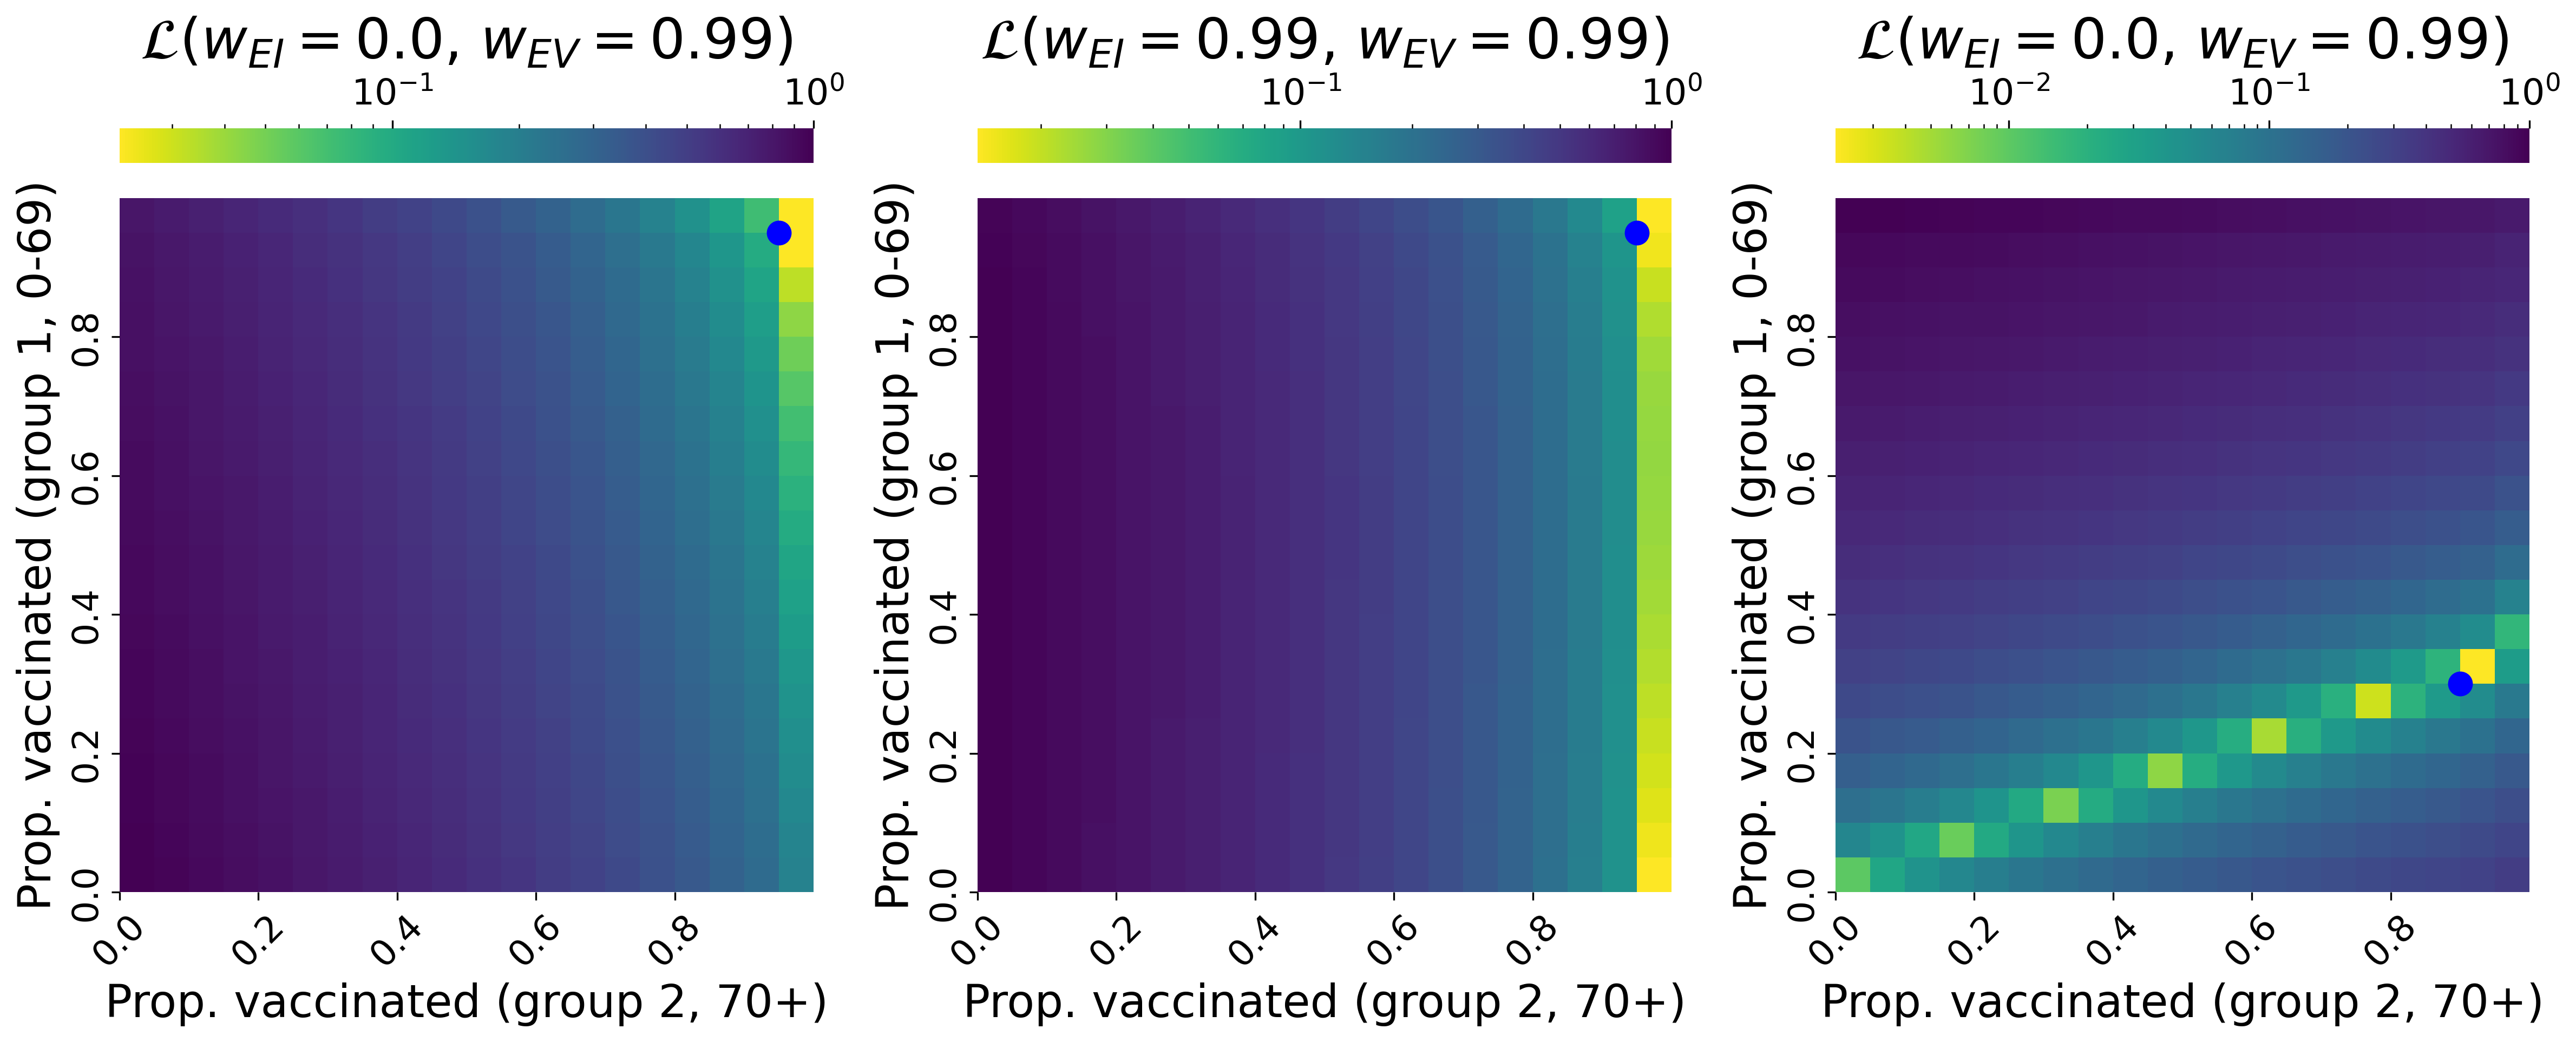 ℒ(w_EI = 0.0, w_EV = 0.99)
10⁻¹ 10⁰
Prop. vaccinated (group 1, 0-69)
0.8
0.6
0.4
0.2
0.0
0.0 0.2 0.4 0.6 0.8
Prop. vaccinated (group 2, 70+)
ℒ(w_EI = 0.99, w_EV = 0.99)
10⁻¹ 10⁰
Prop. vaccinated (group 1, 0-69)
0.8
0.6
0.4
0.2
0.0
0.0 0.2 0.4 0.6 0.8
Prop. vaccinated (group 2, 70+)
ℒ(w_EI = 0.0, w_EV = 0.99)
10⁻² 10⁻¹ 10⁰
Prop. vaccinated (group 1, 0-69)
0.8
0.6
0.4
0.2
0.0
0.0 0.2 0.4 0.6 0.8
Prop. vaccinated (group 2, 70+)